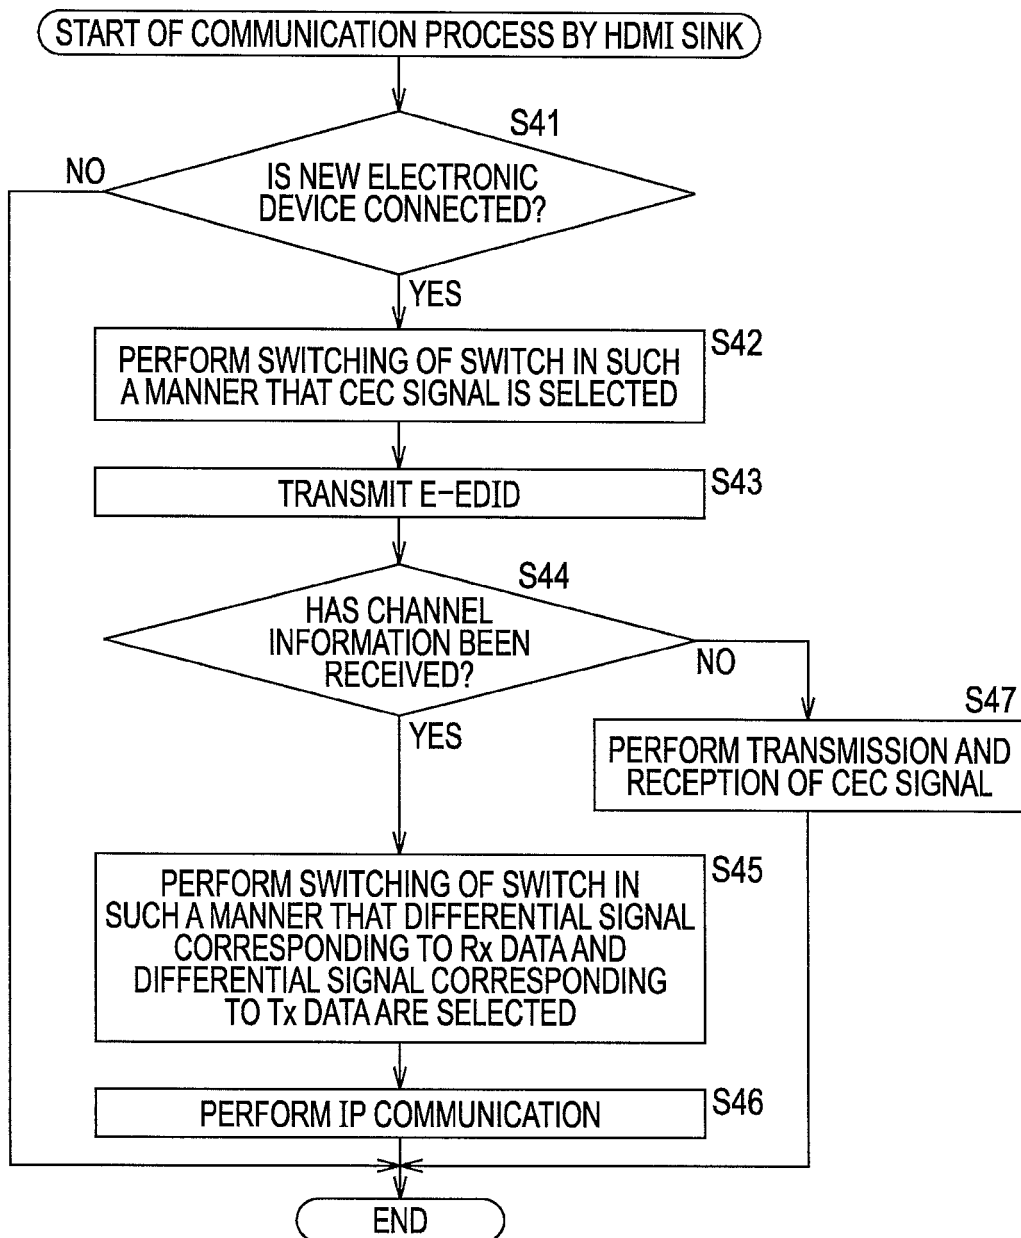 START OF COMMUNICATION PROCESS BY HDMI SINK
S41
NO
IS NEW ELECTRONIC
DEVICE CONNECTED?
YES
S42
PERFORM SWITCHING OF SWITCH IN SUCH
A MANNER THAT CEC SIGNAL IS SELECTED
S43
TRANSMIT E-EDID
S44
HAS CHANNEL
INFORMATION BEEN
RECEIVED?
NO
YES
S47
PERFORM TRANSMISSION AND
RECEPTION OF CEC SIGNAL
S45
PERFORM SWITCHING OF SWITCH IN
SUCH A MANNER THAT DIFFERENTIAL SIGNAL
CORRESPONDING TO Rx DATA AND
DIFFERENTIAL SIGNAL CORRESPONDING
TO Tx DATA ARE SELECTED
S46
PERFORM IP COMMUNICATION
END